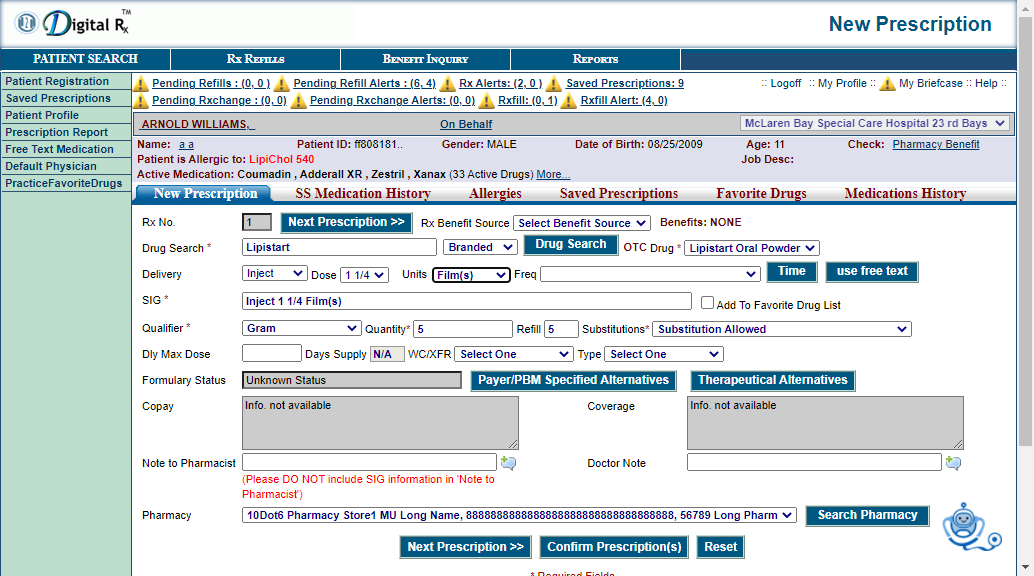 Digital Rx TM
New Prescription
PATIENT SEARCH RX REFILLS BENEFIT INQUIRY REPORTS
Patient Registration
Saved Prescriptions
Patient Profile
Prescription Report
Free Text Medication
Default Physician
PracticeFavoriteDrugs
Pending Refills : (0, 0 ) Pending Refill Alerts : (6, 4) Rx Alerts: (2, 0 ) Saved Prescriptions: 9 :: Logoff :: My Profile :: My Briefcase :: Help ::
Pending Rxchange : (0, 0) Pending Rxchange Alerts: (0, 0) Rxfill: (0, 1) Rxfill Alert: (4, 0)
ARNOLD WILLIAMS, On Behalf McLaren Bay Special Care Hospital 23 rd Bays
Name: a a Patient ID: ff808181.. Gender: MALE Date of Birth: 08/25/2009 Age: 11 Check: Pharmacy Benefit
Patient is Allergic to: LipiChol 540 Job Desc:
Active Medication: Coumadin , Adderall XR , Zestril , Xanax (33 Active Drugs) More...
New Prescription SS Medication History Allergies Saved Prescriptions Favorite Drugs Medications History
Rx No. 1 Next Prescription >> Rx Benefit Source Select Benefit Source Benefits: NONE
Drug Search * Lipistart Branded Drug Search OTC Drug * Lipistart Oral Powder
Delivery Inject Dose 1 1/4 Units Film(s) Freq Time use free text
SIG * Inject 1 1/4 Film(s) Add To Favorite Drug List
Qualifier * Gram Quantity* 5 Refill 5 Substitutions* Substitution Allowed
Dly Max Dose Days Supply N/A WC/XFR Select One Type Select One
Formulary Status Unknown Status Payer/PBM Specified Alternatives Therapeutical Alternatives
Copay Info. not available Coverage Info. not available
Note to Pharmacist Doctor Note
(Please DO NOT include SIG information in 'Note to
Pharmacist')
Pharmacy 10Dot6 Pharmacy Store1 MU Long Name, Long Pharm Search Pharmacy
Next Prescription >> Confirm Prescription(s) Reset
* Required Fields